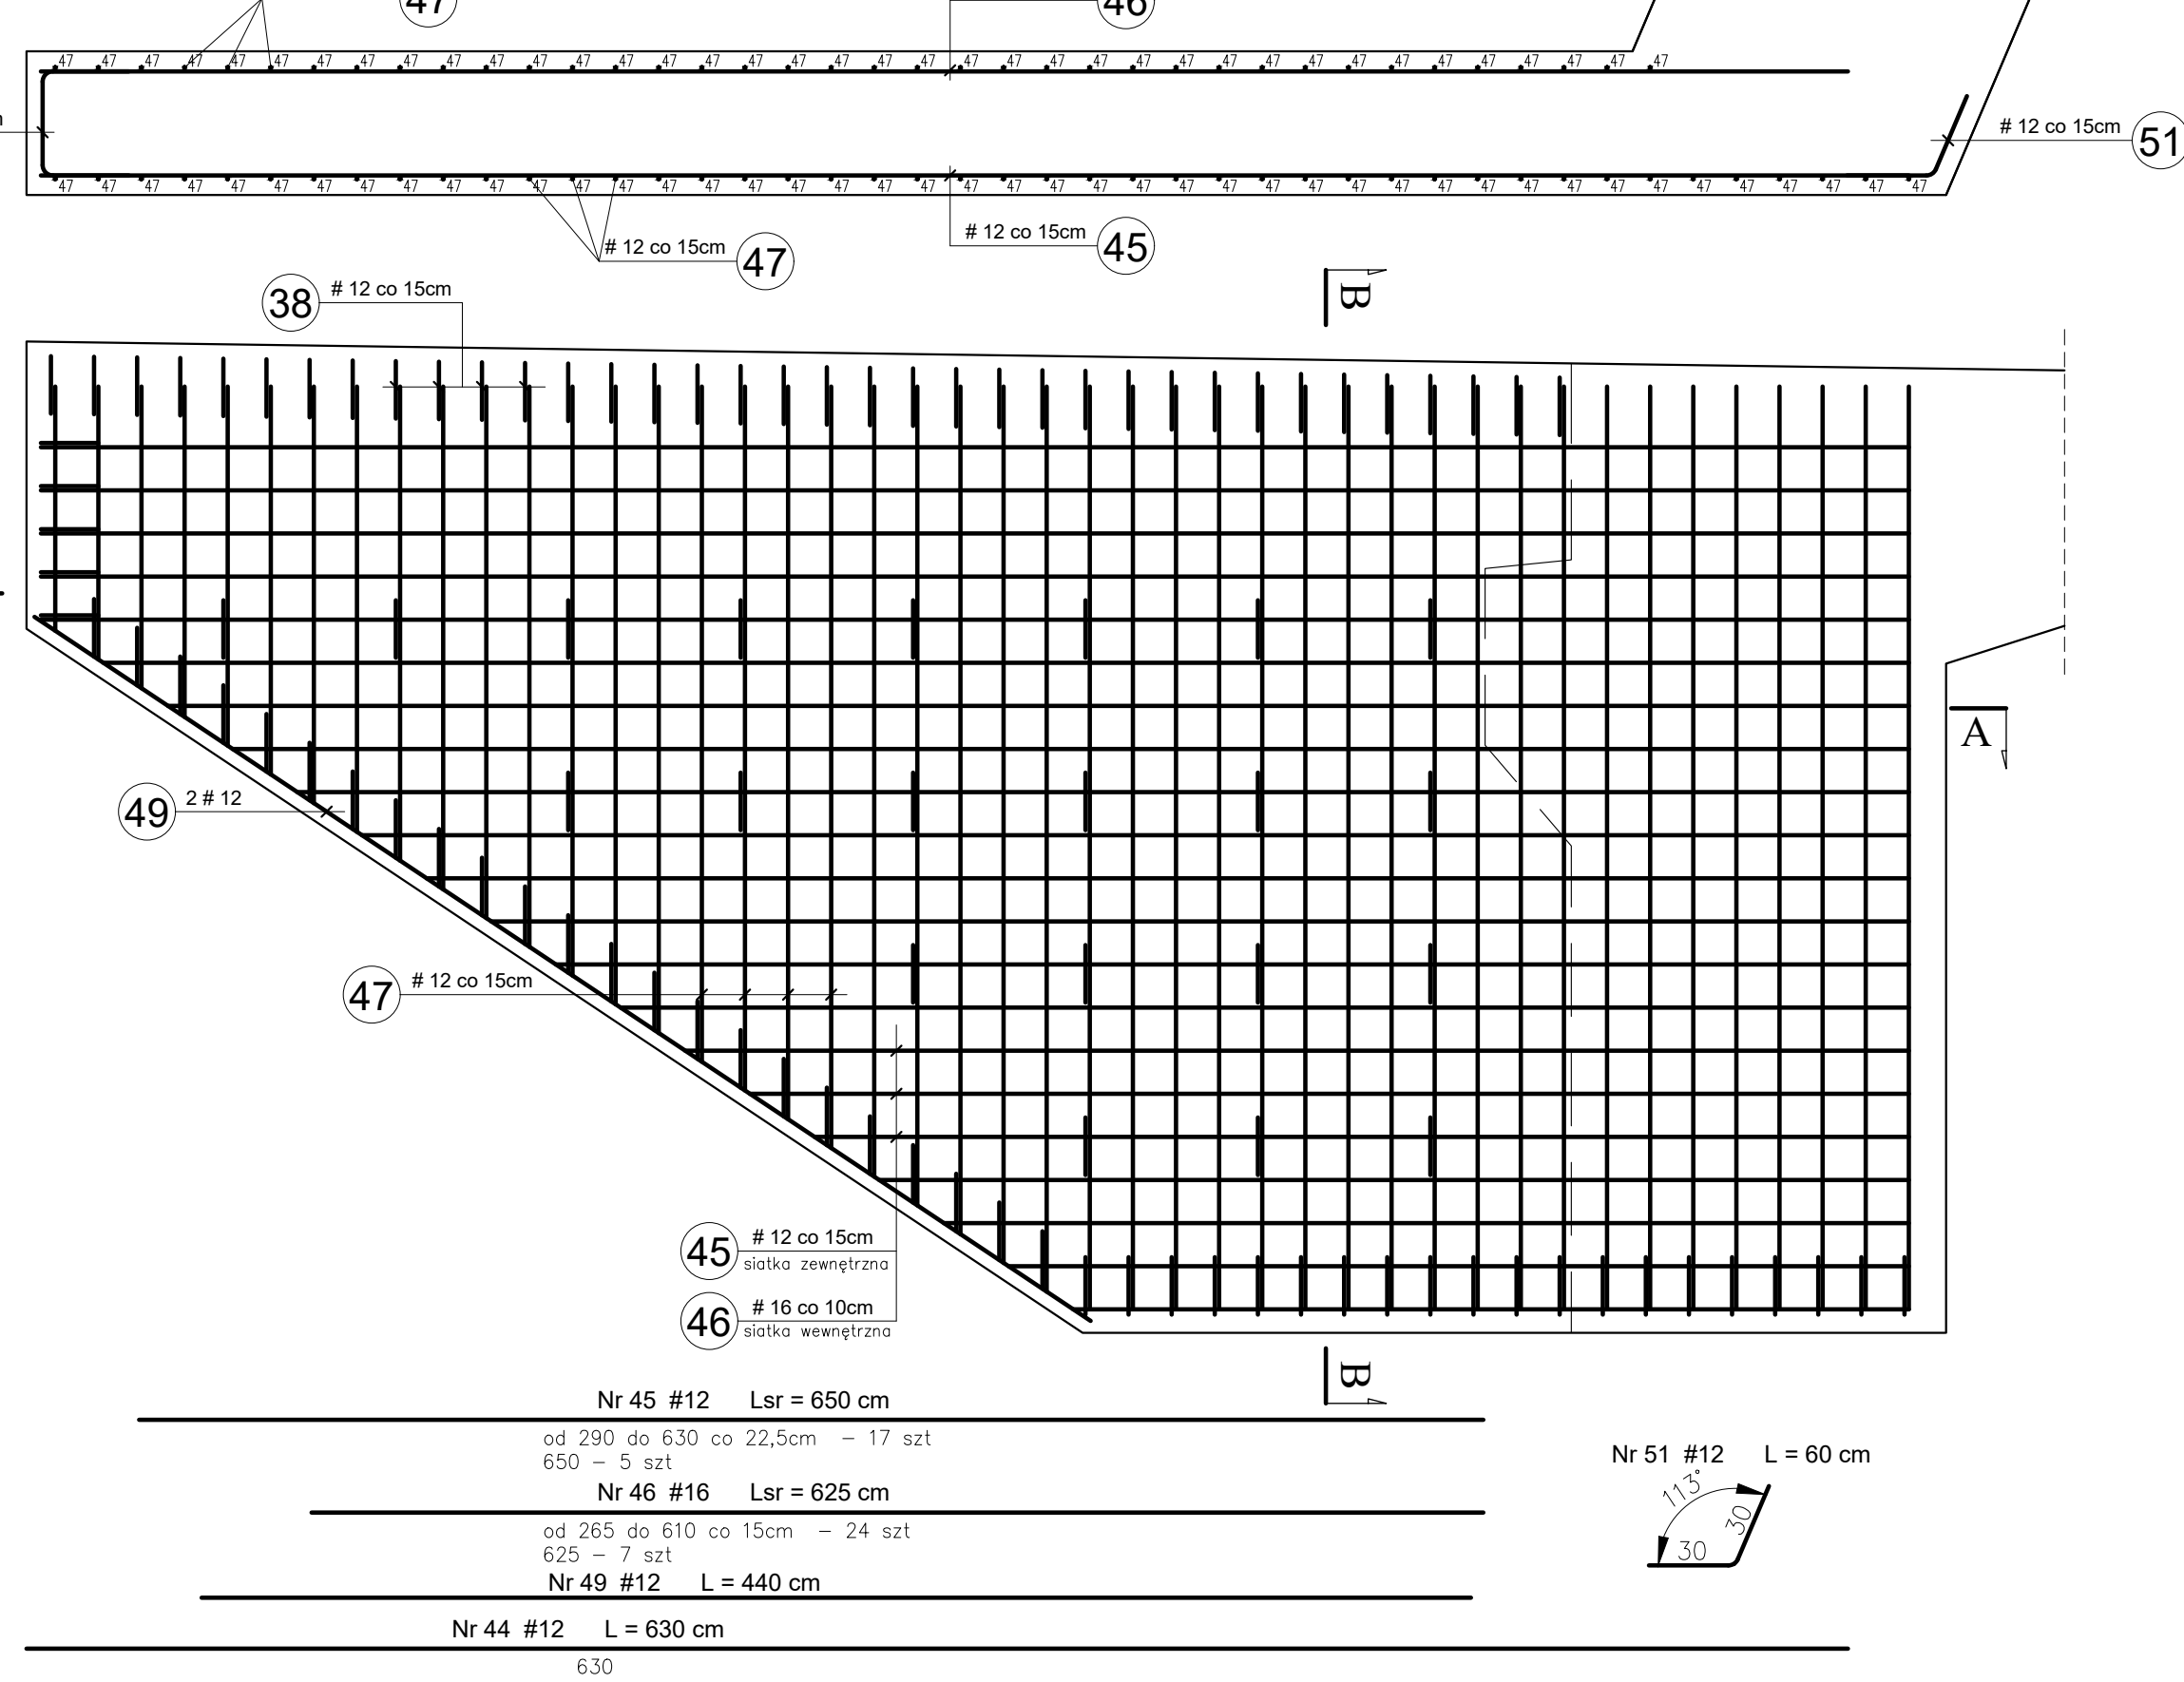 47
46
47 47 47 47 47 47 47 47 47 47 47 47 47 47 47 47 47 47 47 47 47 47 47 47 47 47 47 47 47 47 47 47 47 47 47 47 47 47
# 12 co 15cm 51
47 47 47 47 47 47 47 47 47 47 47 47 47 47 47 47 47 47 47 47 47 47 47 47 47 47 47 47 47 47 47 47 47 47 47 47 47 47 47 47 47 47 47 47
# 12 co 15cm 47
# 12 co 15cm 45
38 # 12 co 15cm
B
A
49 2 # 12
47 # 12 co 15cm
45 # 12 co 15cm
siatka zewnętrzna
46 # 16 co 10cm
siatka wewnętrzna
B
Nr 45 #12 Lsr = 650 cm
od 290 do 630 co 22,5cm – 17 szt
650 – 5 szt
Nr 46 #16 Lsr = 625 cm
od 265 do 610 co 15cm – 24 szt
625 – 7 szt
Nr 49 #12 L = 440 cm
Nr 44 #12 L = 630 cm
630
Nr 51 #12 L = 60 cm
113°
30
30